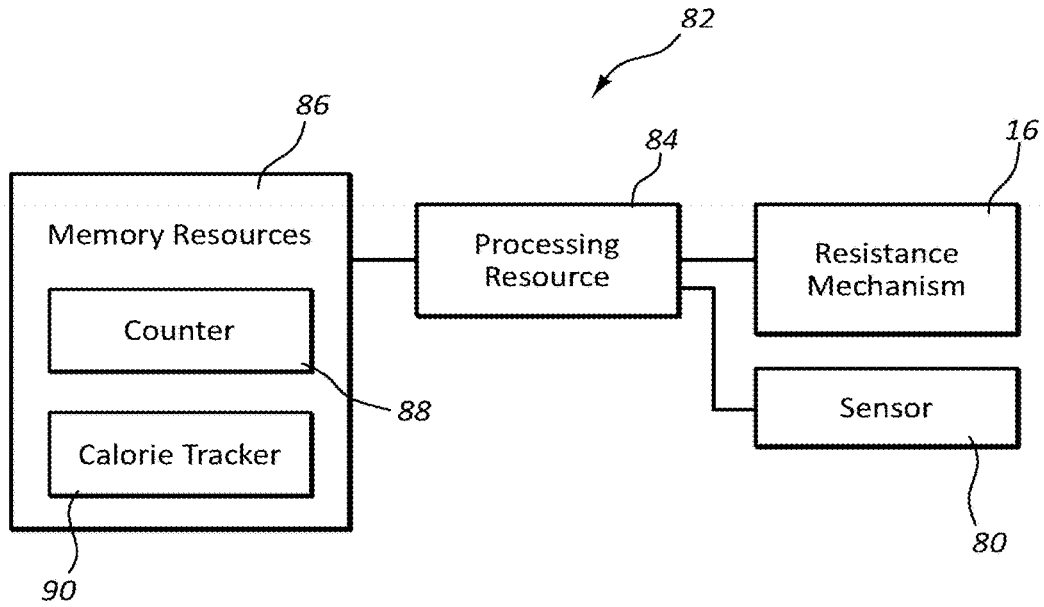 82
86
84
16
Memory Resources
Processing
Resource
Resistance
Mechanism
Counter
88
Sensor
Calorie Tracker
80
90